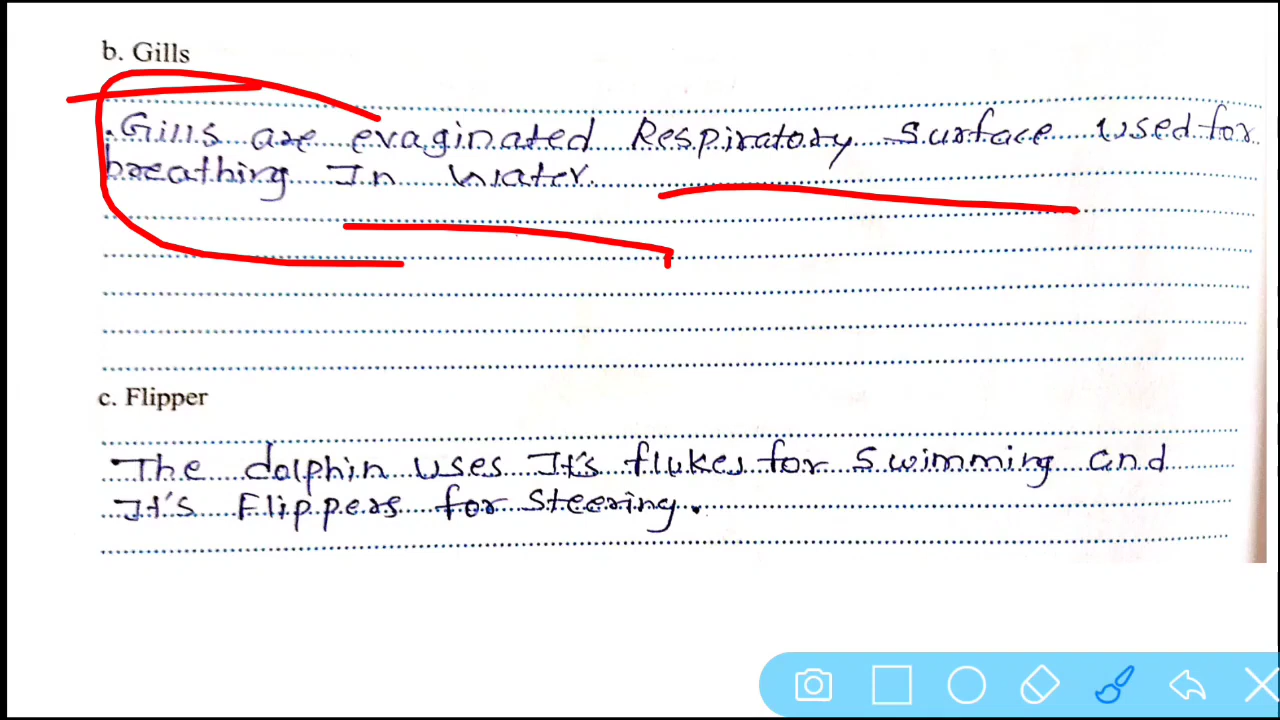 b. Gills
Gills are evaginated Respiratory Surface used for
breathing In water.
c. Flipper
The dolphin uses It's flukes for Swimming and
It's Flippers for Steering.